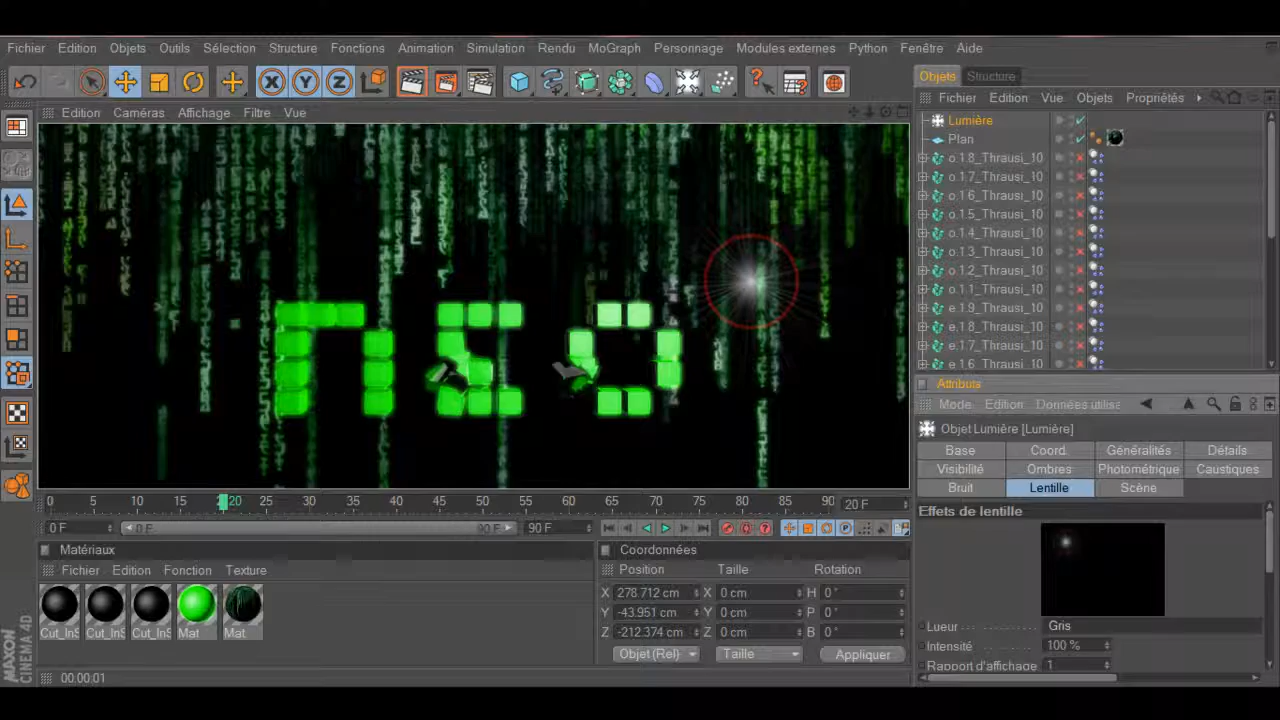 Fichier Edition Objets Outils Sélection Structure Fonctions Animation Simulation Rendu MoGraph Personnage Modules externes Python Fenêtre Aide
X Y Z
Objets Structure
Edition Caméras Affichage Filtre Vue
Fichier Edition Vue Objets Propriétés
Lumière
Plan
o.1.8_Thrausi_10
o.1.7_Thrausi_10
o.1.6_Thrausi_10
o.1.5_Thrausi_10
o.1.4_Thrausi_10
o.1.3_Thrausi_10
o.1.2_Thrausi_10
o.1.1_Thrausi_10
e.1.9_Thrausi_10
e.1.8_Thrausi_10
e.1.7_Thrausi_10
e.1.6_Thrausi_10
neo
Attributs
Mode Edition Données utilis
Objet Lumière [Lumière]
Base Coord. Généralités Détails
Visibilité Ombres Photométrique Caustiques
Bruit Lentille Scène
Effets de lentille
Lueur Gris
Intensité 100 %
Rapport d'affichage 1
0 5 10 15 20 25 30 35 40 45 50 55 60 65 70 75 80 85 90 20 F
0 F 0 F 90 F 90 F
Matériaux
Fichier Edition Fonction Texture
Cut_InS Cut_InS Cut_InS Mat Mat
Coordonnées
Position Taille Rotation
X 278.712 cm X 0 cm H 0 °
Y -43.951 cm Y 0 cm P 0 °
Z -212.374 cm Z 0 cm B 0 °
Objet (Rel) Taille Appliquer
MAXON
CINEMA 4D
00:00:01